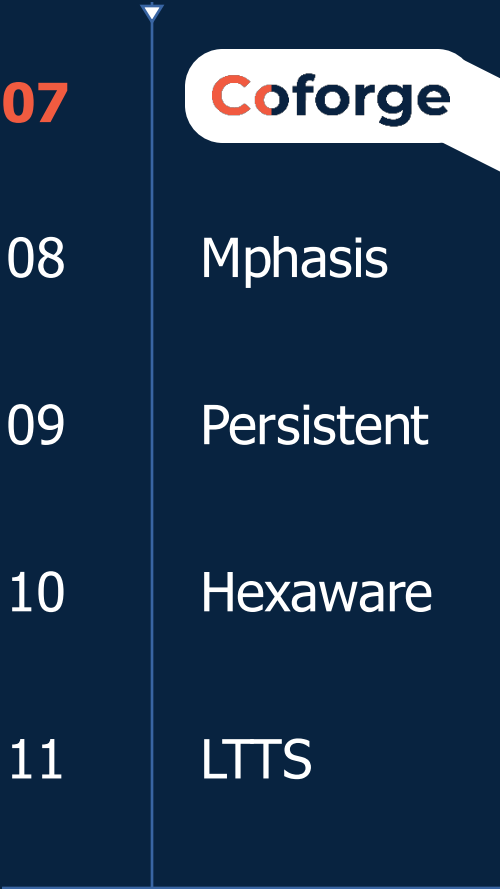 07 Coforge
08 Mphasis
09 Persistent
10 Hexaware
11 LTTS